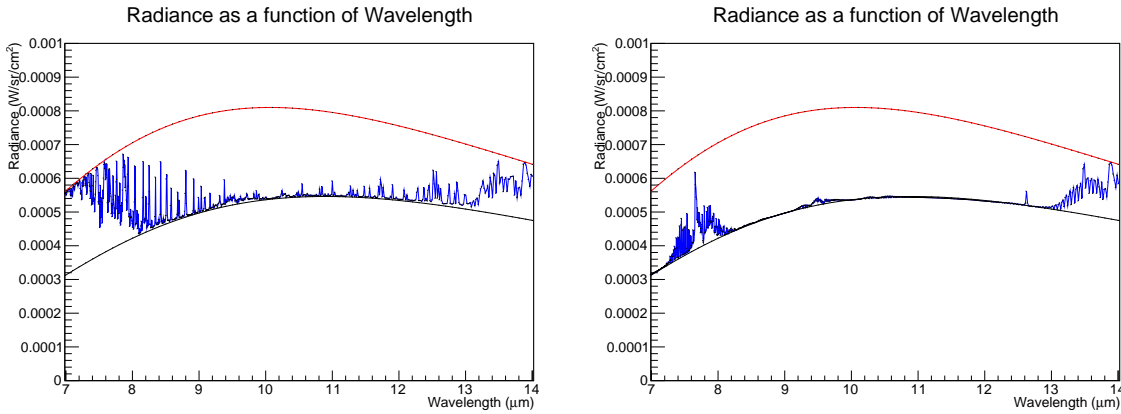 Radiance as a function of Wavelength
Radiance (W/sr/cm²)
0.001
0.0009
0.0008
0.0007
0.0006
0.0005
0.0004
0.0003
0.0002
0.0001
0
7 8 9 10 11 12 13 14
Wavelength (μm)
Radiance as a function of Wavelength
Radiance (W/sr/cm²)
0.001
0.0009
0.0008
0.0007
0.0006
0.0005
0.0004
0.0003
0.0002
0.0001
0
7 8 9 10 11 12 13 14
Wavelength (μm)